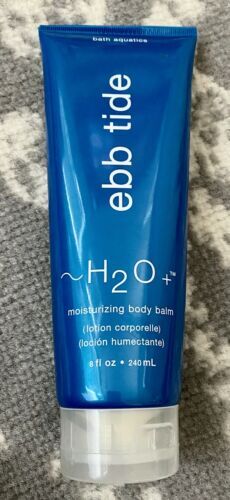 bath aquatics
ebb tide
~H2O+™
moisturizing body balm
(lotion corporelle)
(loción humectante)
8 fl oz • 240 mL